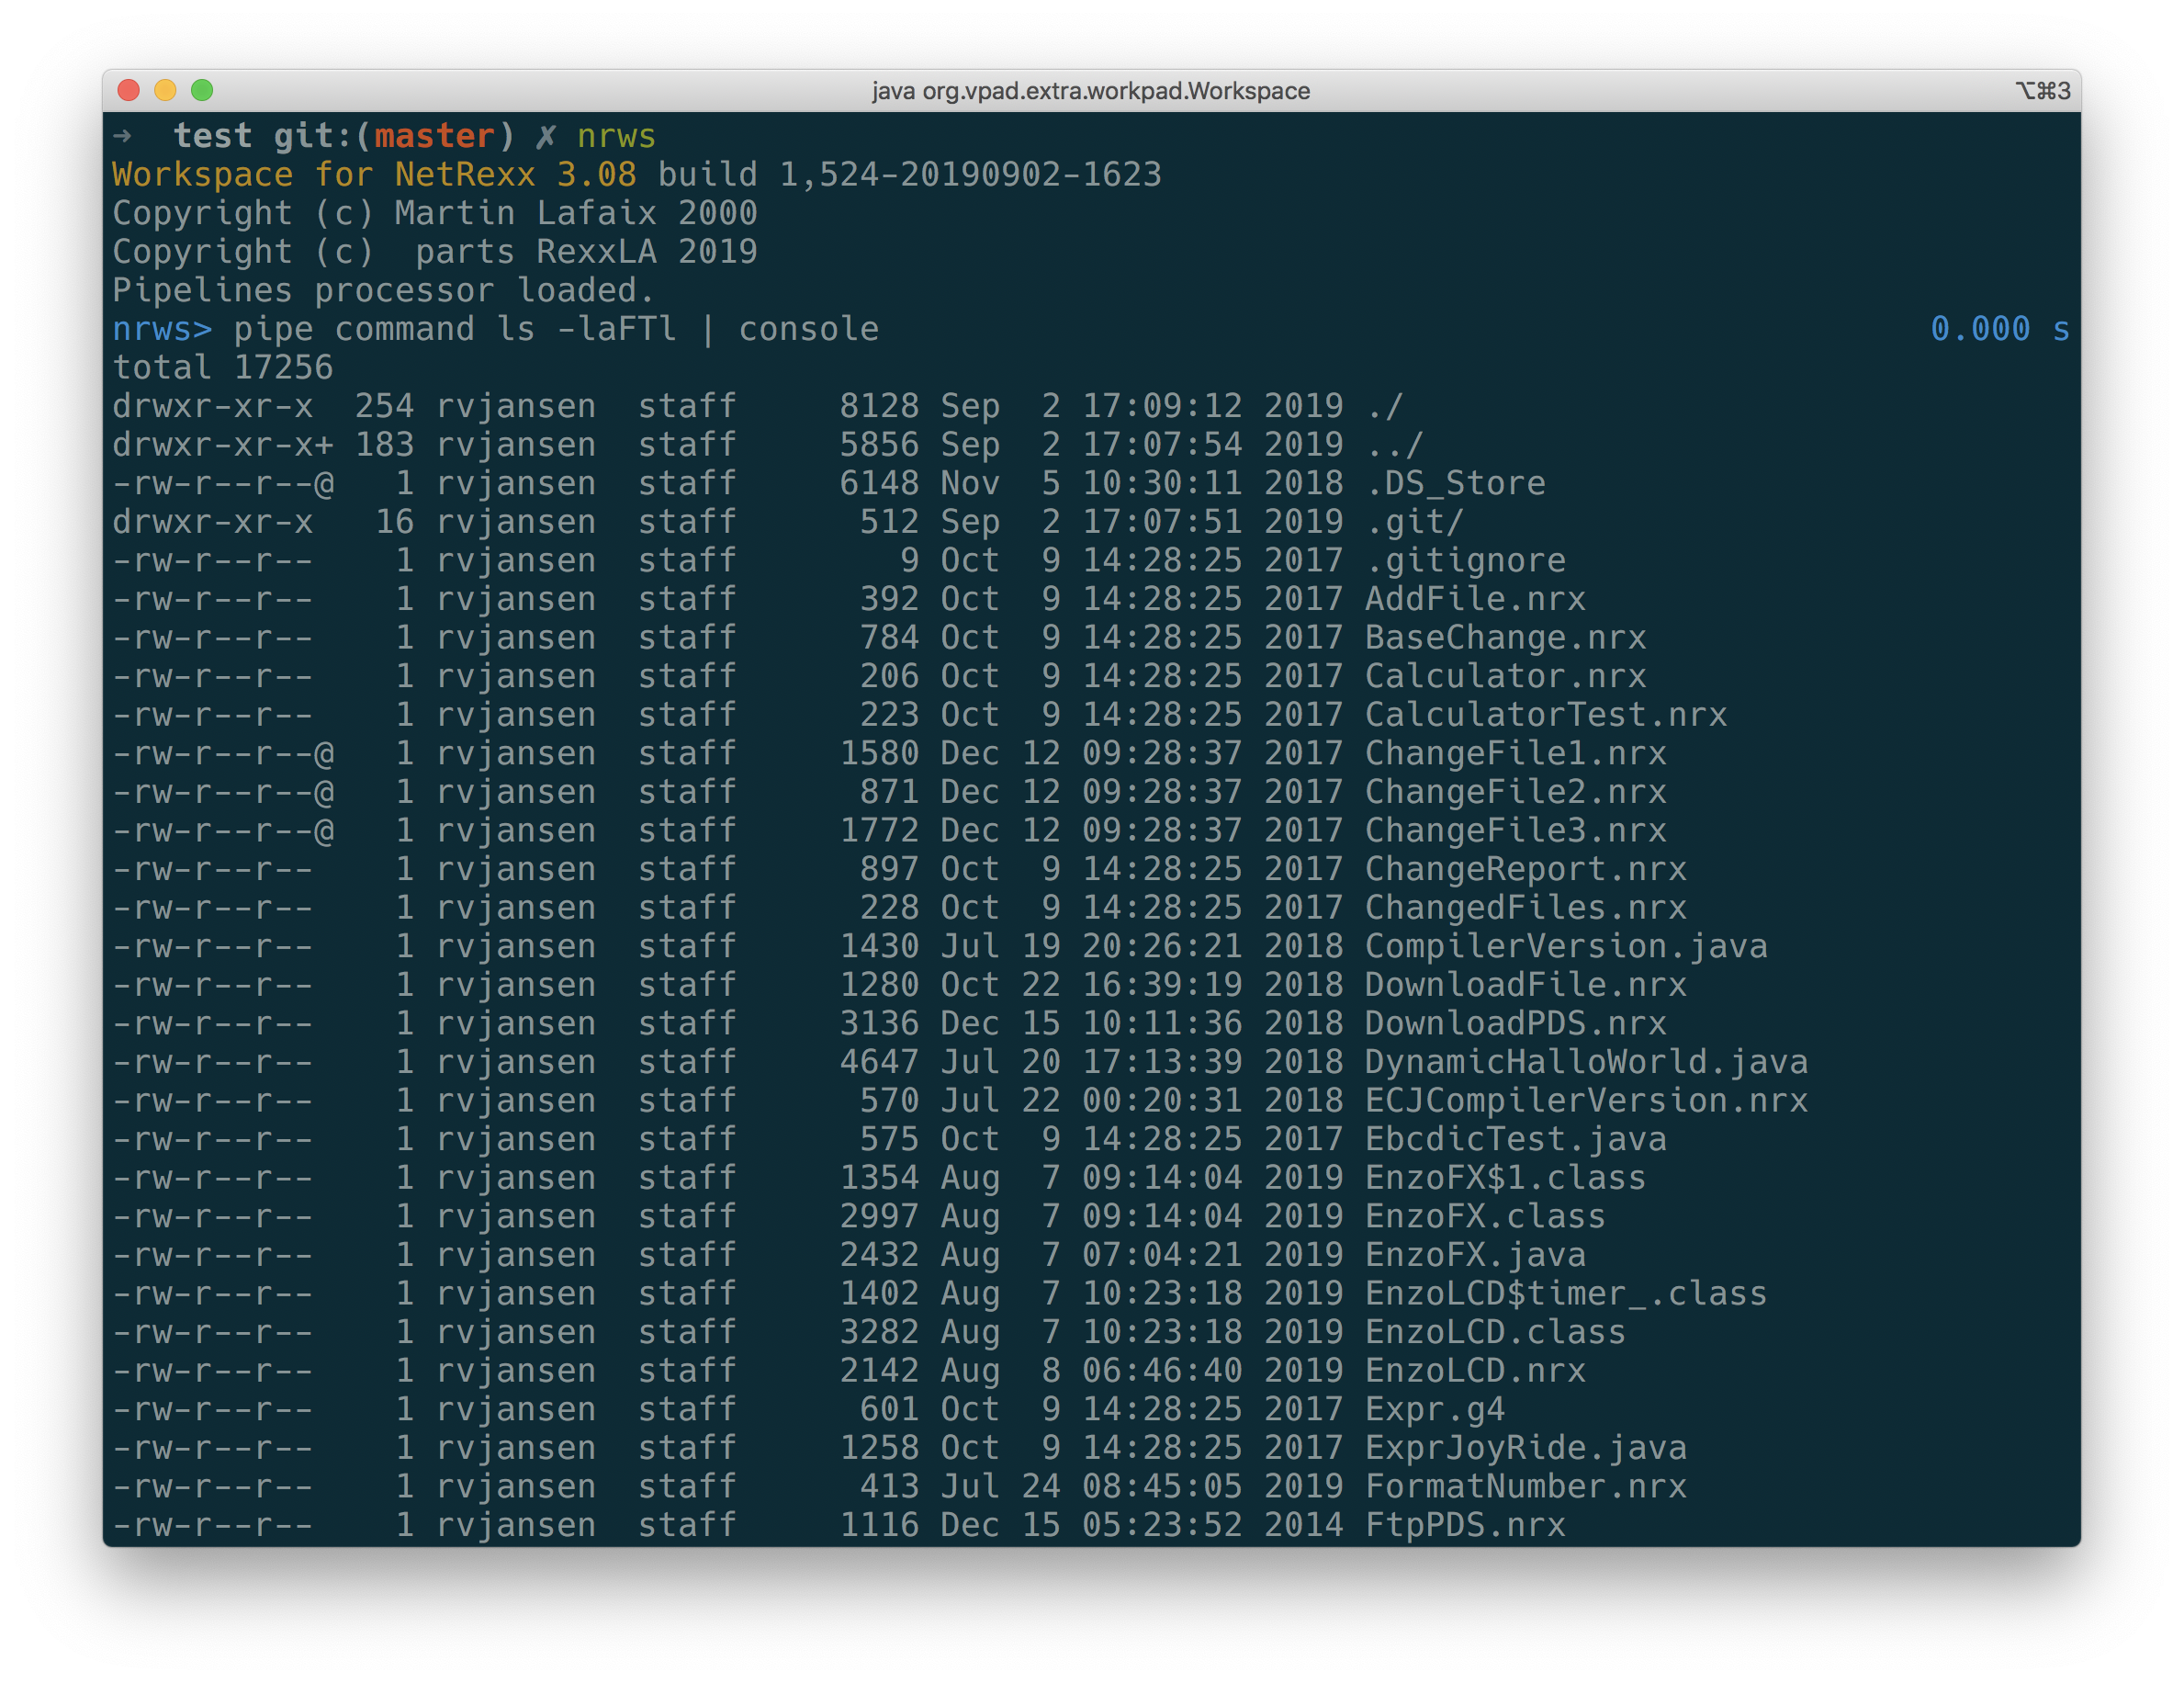 java org.vpad.extra.workpad.Workspace ⌥⌘3
➜  test git:(master) ✗ nrws
Workspace for NetRexx 3.08 build 1,524-20190902-1623
Copyright (c) Martin Lafaix 2000
Copyright (c)  parts RexxLA 2019
Pipelines processor loaded.
nrws> pipe command ls -laFTl | console 0.000 s
total 17256
drwxr-xr-x  254 rvjansen  staff     8128 Sep  2 17:09:12 2019 ./
drwxr-xr-x+ 183 rvjansen  staff     5856 Sep  2 17:07:54 2019 ../
-rw-r--r--@   1 rvjansen  staff     6148 Nov  5 10:30:11 2018 .DS_Store
drwxr-xr-x   16 rvjansen  staff      512 Sep  2 17:07:51 2019 .git/
-rw-r--r--    1 rvjansen  staff        9 Oct  9 14:28:25 2017 .gitignore
-rw-r--r--    1 rvjansen  staff      392 Oct  9 14:28:25 2017 AddFile.nrx
-rw-r--r--    1 rvjansen  staff      784 Oct  9 14:28:25 2017 BaseChange.nrx
-rw-r--r--    1 rvjansen  staff      206 Oct  9 14:28:25 2017 Calculator.nrx
-rw-r--r--    1 rvjansen  staff      223 Oct  9 14:28:25 2017 CalculatorTest.nrx
-rw-r--r--@   1 rvjansen  staff     1580 Dec 12 09:28:37 2017 ChangeFile1.nrx
-rw-r--r--@   1 rvjansen  staff      871 Dec 12 09:28:37 2017 ChangeFile2.nrx
-rw-r--r--@   1 rvjansen  staff     1772 Dec 12 09:28:37 2017 ChangeFile3.nrx
-rw-r--r--    1 rvjansen  staff      897 Oct  9 14:28:25 2017 ChangeReport.nrx
-rw-r--r--    1 rvjansen  staff      228 Oct  9 14:28:25 2017 ChangedFiles.nrx
-rw-r--r--    1 rvjansen  staff     1430 Jul 19 20:26:21 2018 CompilerVersion.java
-rw-r--r--    1 rvjansen  staff     1280 Oct 22 16:39:19 2018 DownloadFile.nrx
-rw-r--r--    1 rvjansen  staff     3136 Dec 15 10:11:36 2018 DownloadPDS.nrx
-rw-r--r--    1 rvjansen  staff     4647 Jul 20 17:13:39 2018 DynamicHalloWorld.java
-rw-r--r--    1 rvjansen  staff      570 Jul 22 00:20:31 2018 ECJCompilerVersion.nrx
-rw-r--r--    1 rvjansen  staff      575 Oct  9 14:28:25 2017 EbcdicTest.java
-rw-r--r--    1 rvjansen  staff     1354 Aug  7 09:14:04 2019 EnzoFX$1.class
-rw-r--r--    1 rvjansen  staff     2997 Aug  7 09:14:04 2019 EnzoFX.class
-rw-r--r--    1 rvjansen  staff     2432 Aug  7 07:04:21 2019 EnzoFX.java
-rw-r--r--    1 rvjansen  staff     1402 Aug  7 10:23:18 2019 EnzoLCD$timer_.class
-rw-r--r--    1 rvjansen  staff     3282 Aug  7 10:23:18 2019 EnzoLCD.class
-rw-r--r--    1 rvjansen  staff     2142 Aug  8 06:46:40 2019 EnzoLCD.nrx
-rw-r--r--    1 rvjansen  staff      601 Oct  9 14:28:25 2017 Expr.g4
-rw-r--r--    1 rvjansen  staff     1258 Oct  9 14:28:25 2017 ExprJoyRide.java
-rw-r--r--    1 rvjansen  staff      413 Jul 24 08:45:05 2019 FormatNumber.nrx
-rw-r--r--    1 rvjansen  staff     1116 Dec 15 05:23:52 2014 FtpPDS.nrx